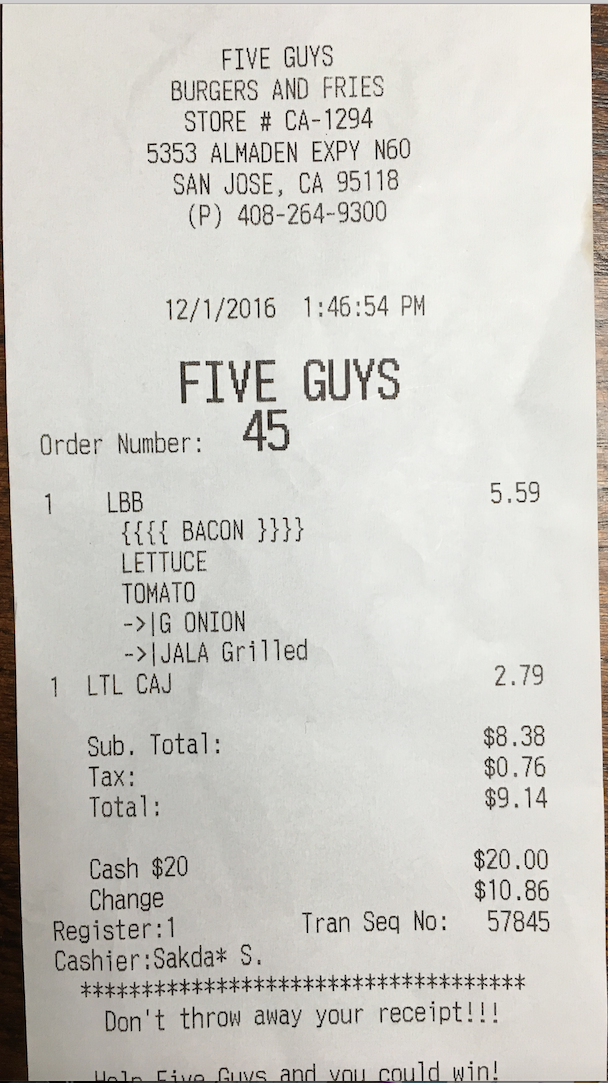 FIVE GUYS
BURGERS AND FRIES
STORE # CA-1294
5353 ALMADEN EXPY N60
SAN JOSE, CA 95118
(P) 408-264-9300
12/1/2016 1:46:54 PM
FIVE GUYS
Order Number: 45
1 LBB 5.59
{{{{ BACON }}}}
LETTUCE
TOMATO
->|G ONION
->|JALA Grilled
1 LTL CAJ 2.79
Sub. Total: $8.38
Tax: $0.76
Total: $9.14
Cash $20 $20.00
Change $10.86
Register:1 Tran Seq No: 57845
Cashier:Sakda* S.
*************************************
Don't throw away your receipt!!!
Help Five Guys and you could win!